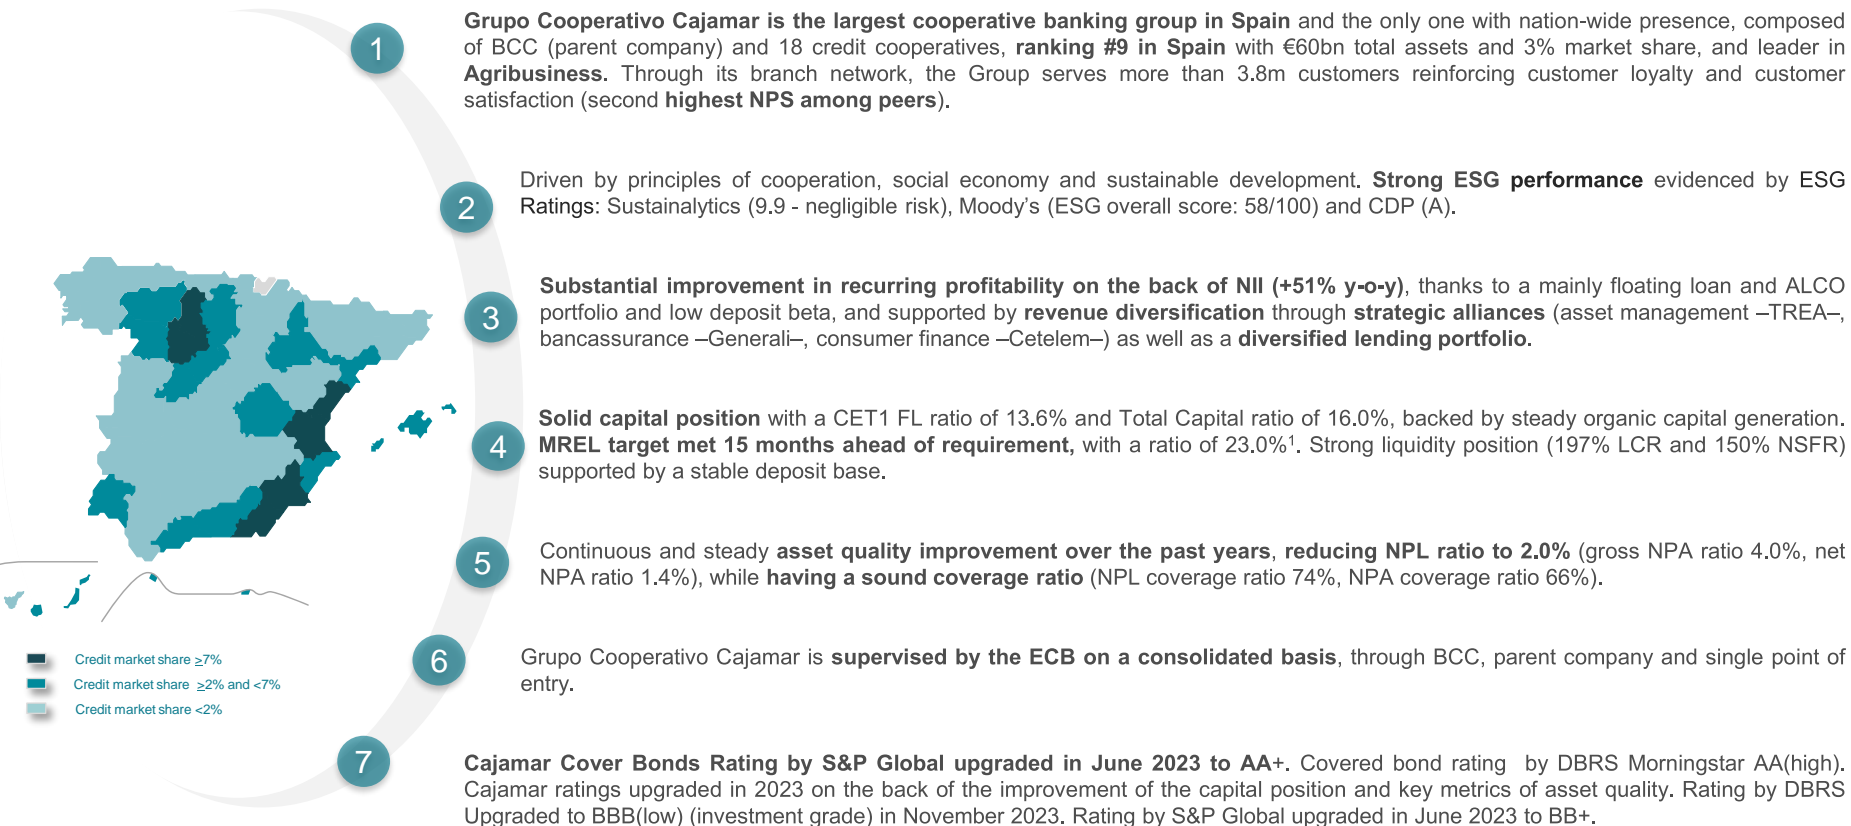 1
Grupo Cooperativo Cajamar is the largest cooperative banking group in Spain and the only one with nation-wide presence, composed
of BCC (parent company) and 18 credit cooperatives, ranking #9 in Spain with €60bn total assets and 3% market share, and leader in
Agribusiness. Through its branch network, the Group serves more than 3.8m customers reinforcing customer loyalty and customer
satisfaction (second highest NPS among peers).
2
Driven by principles of cooperation, social economy and sustainable development. Strong ESG performance evidenced by ESG
Ratings: Sustainalytics (9.9 - negligible risk), Moody's (ESG overall score: 58/100) and CDP (A).
3
Substantial improvement in recurring profitability on the back of NII (+51% y-o-y), thanks to a mainly floating loan and ALCO
portfolio and low deposit beta, and supported by revenue diversification through strategic alliances (asset management –TREA–,
bancassurance –Generali–, consumer finance –Cetelem–) as well as a diversified lending portfolio.
4
Solid capital position with a CET1 FL ratio of 13.6% and Total Capital ratio of 16.0%, backed by steady organic capital generation.
MREL target met 15 months ahead of requirement, with a ratio of 23.0%¹. Strong liquidity position (197% LCR and 150% NSFR)
supported by a stable deposit base.
5
Continuous and steady asset quality improvement over the past years, reducing NPL ratio to 2.0% (gross NPA ratio 4.0%, net
NPA ratio 1.4%), while having a sound coverage ratio (NPL coverage ratio 74%, NPA coverage ratio 66%).
6
Grupo Cooperativo Cajamar is supervised by the ECB on a consolidated basis, through BCC, parent company and single point of
entry.
7
Cajamar Cover Bonds Rating by S&P Global upgraded in June 2023 to AA+. Covered bond rating by DBRS Morningstar AA(high).
Cajamar ratings upgraded in 2023 on the back of the improvement of the capital position and key metrics of asset quality. Rating by DBRS
Upgraded to BBB(low) (investment grade) in November 2023. Rating by S&P Global upgraded in June 2023 to BB+.
Credit market share ≥7%
Credit market share ≥2% and <7%
Credit market share <2%